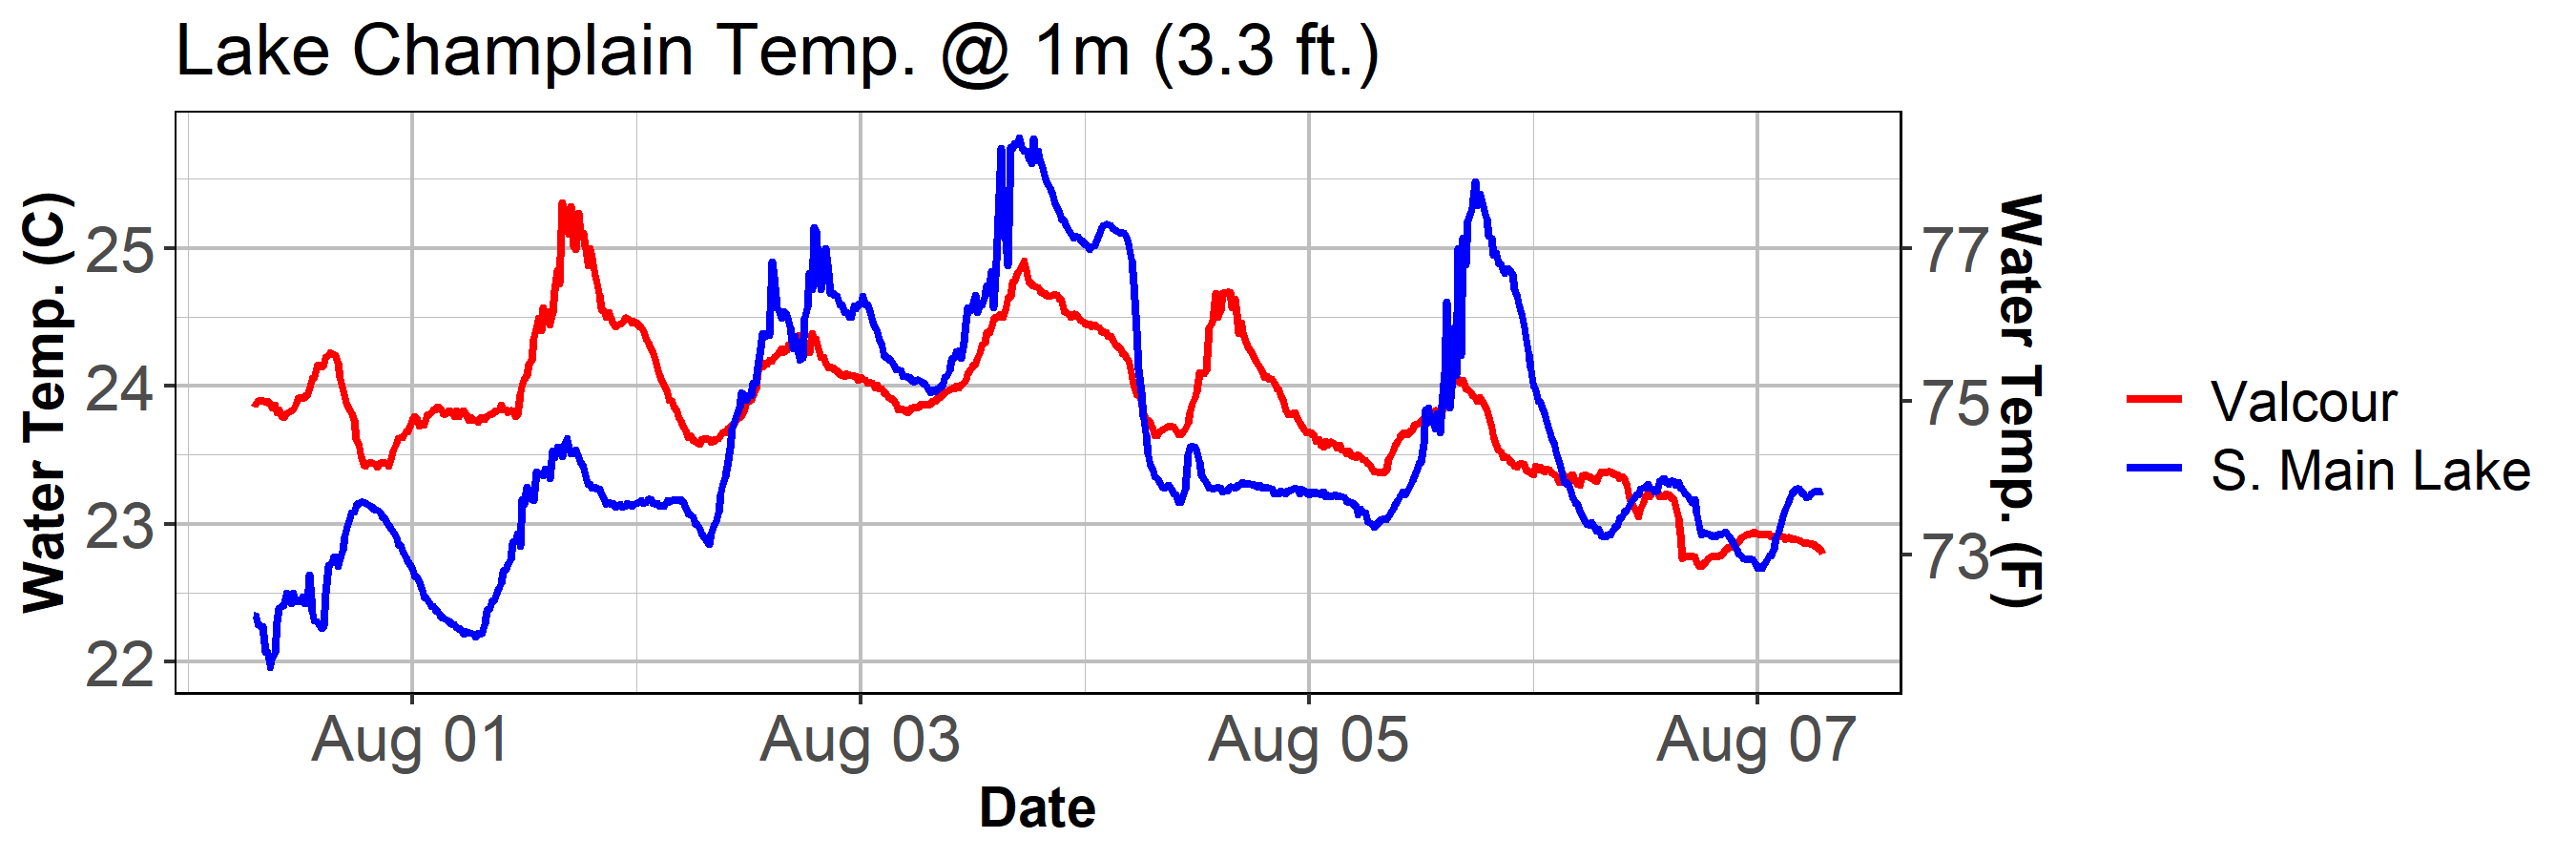 Lake Champlain Temp. @ 1m (3.3 ft.)
Water Temp. (C)
25
24
23
22
77
75
73
Water Temp. (F)
Aug 01
Aug 03
Aug 05
Aug 07
Date
Valcour
S. Main Lake